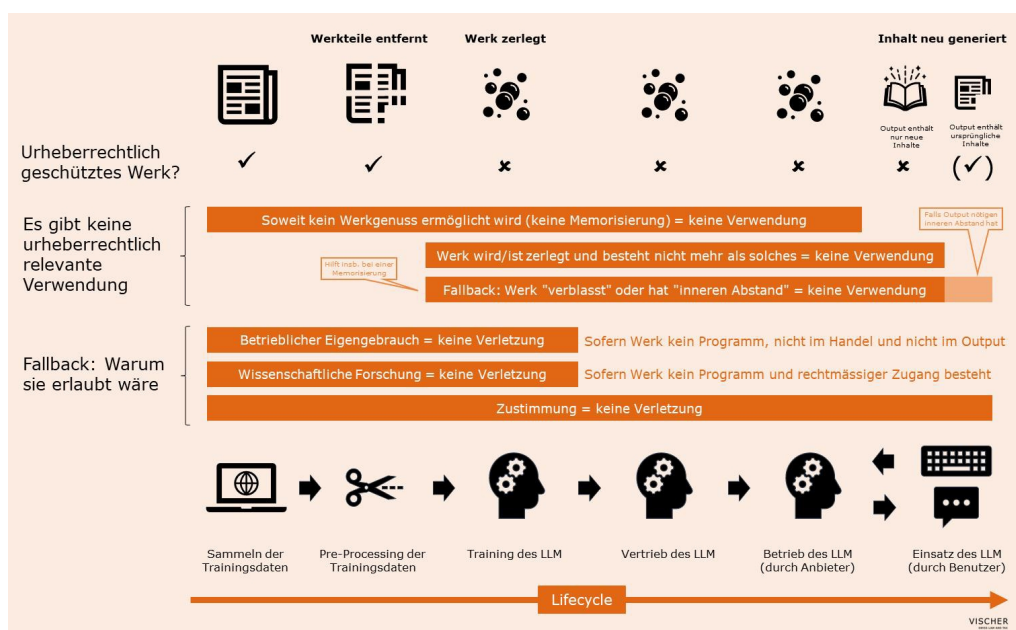 Werkteile entfernt
Werk zerlegt
Inhalt neu generiert
Output enthält
nur neue
Inhalte
Output enthält
ursprüngliche
Inhalte
Urheberrechtlich
geschütztes Werk?
Es gibt keine
urheberrechtlich
relevante
Verwendung
Soweit kein Werkgenuss ermöglicht wird (keine Memorisierung) = keine Verwendung
Falls Output nötigen
inneren Abstand hat
Werk wird/ist zerlegt und besteht nicht mehr als solches = keine Verwendung
Hilft insb. bei einer
Memorisierung
Fallback: Werk "verblasst" oder hat "inneren Abstand" = keine Verwendung
Fallback: Warum
sie erlaubt wäre
Betrieblicher Eigengebrauch = keine Verletzung
Sofern Werk kein Programm, nicht im Handel und nicht im Output
Wissenschaftliche Forschung = keine Verletzung
Sofern Werk kein Programm und rechtmässiger Zugang besteht
Zustimmung = keine Verletzung
Sammeln der
Trainingsdaten
Pre-Processing der
Trainingsdaten
Training des LLM
Vertrieb des LLM
Betrieb des LLM
(durch Anbieter)
Einsatz des LLM
(durch Benutzer)
Lifecycle
VISCHER